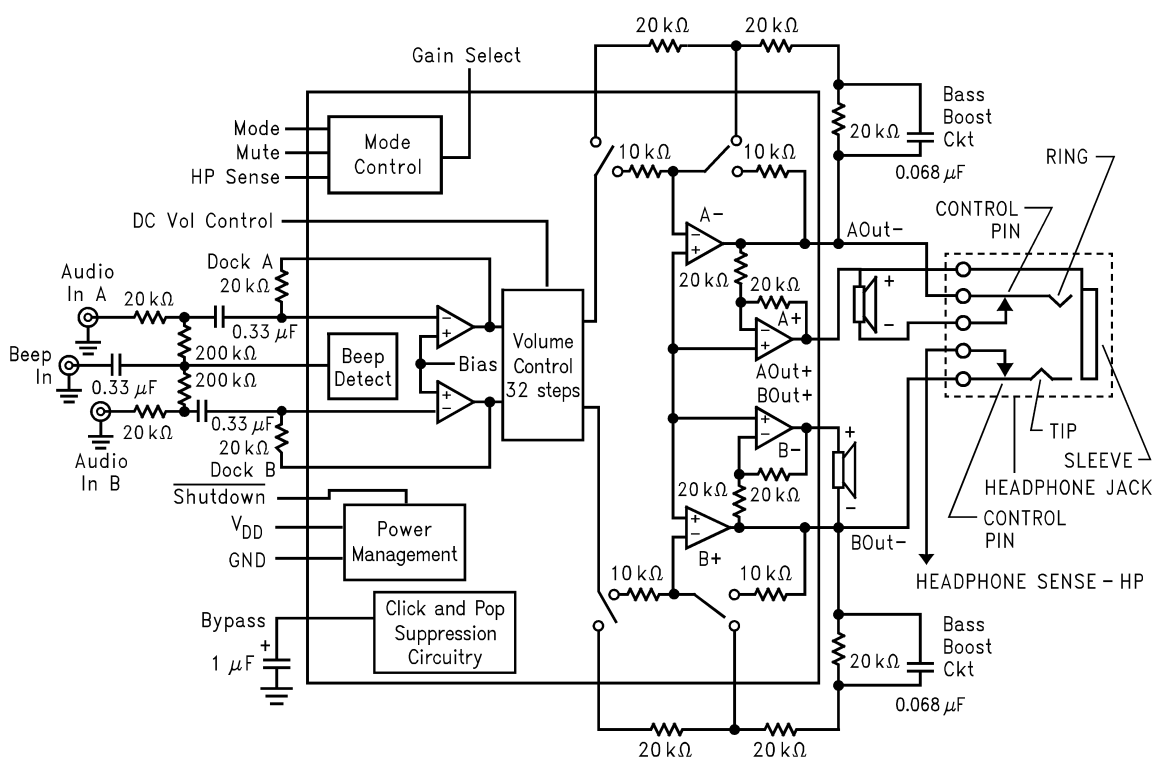 20 kΩ
20 kΩ
Gain Select
Bass
Boost
Ckt
20 kΩ
0.068 μF
Mode
Mute
HP Sense
Mode
Control
10 kΩ
10 kΩ
RING
DC Vol Control
A−
−
+
AOut−
CONTROL
PIN
Dock A
20 kΩ
Audio
In A
20 kΩ
0.33 μF
20 kΩ
20 kΩ
A+
−
+
+
−
200 kΩ
Beep
In
0.33 μF
Beep
Detect
−
+
Bias
Volume
Control
32 steps
AOut+
BOut+
200 kΩ
0.33 μF
20 kΩ
+
−
20 kΩ
Audio
In B
Dock B
+
−
B−
20 kΩ
20 kΩ
+
−
TIP
SLEEVE
HEADPHONE JACK
CONTROL
PIN
Shutdown
VDD
GND
Power
Management
+
−
B+
BOut−
HEADPHONE SENSE – HP
10 kΩ
10 kΩ
Bypass
+
1 μF
Click and Pop
Suppression
Circuitry
20 kΩ
Bass
Boost
Ckt
0.068 μF
20 kΩ
20 kΩ